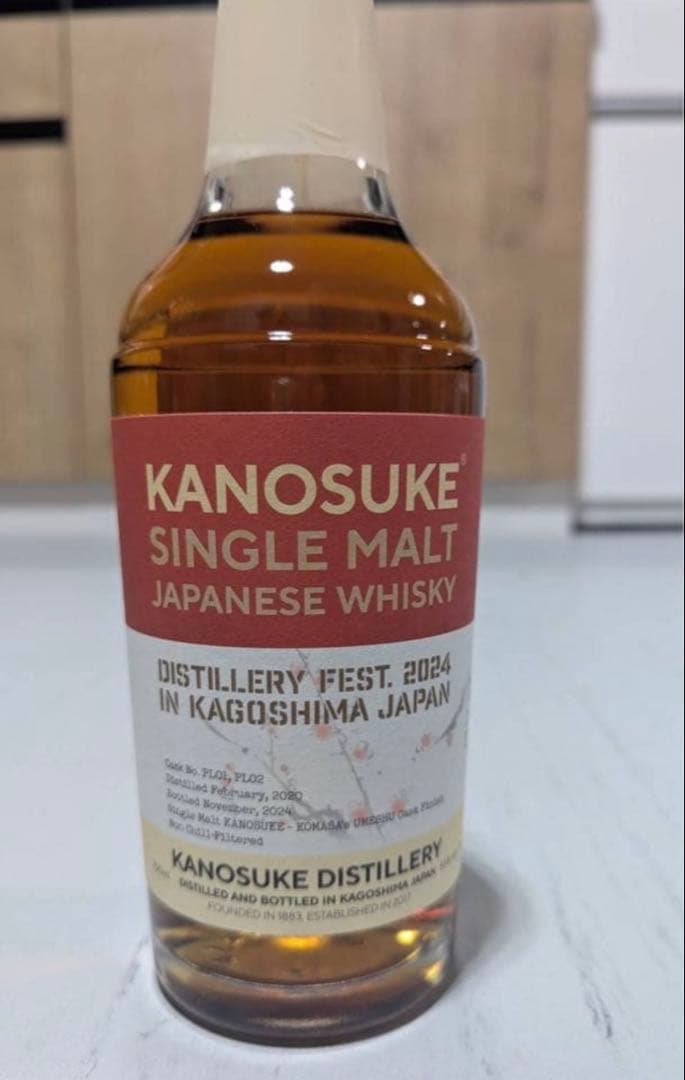 KANOSUKE®
SINGLE MALT
JAPANESE WHISKY
DISTILLERY FEST. 2024
IN KAGOSHIMA JAPAN
Cask No. PL01, PL02
Distilled February, 2020
Bottled November, 2024
Single Malt KANOSUKE - KOMASA's UMESHU Cask Finish
Non Chill-Filtered
KANOSUKE DISTILLERY
DISTILLED AND BOTTLED IN KAGOSHIMA JAPAN
FOUNDED IN 1883, ESTABLISHED IN 2017